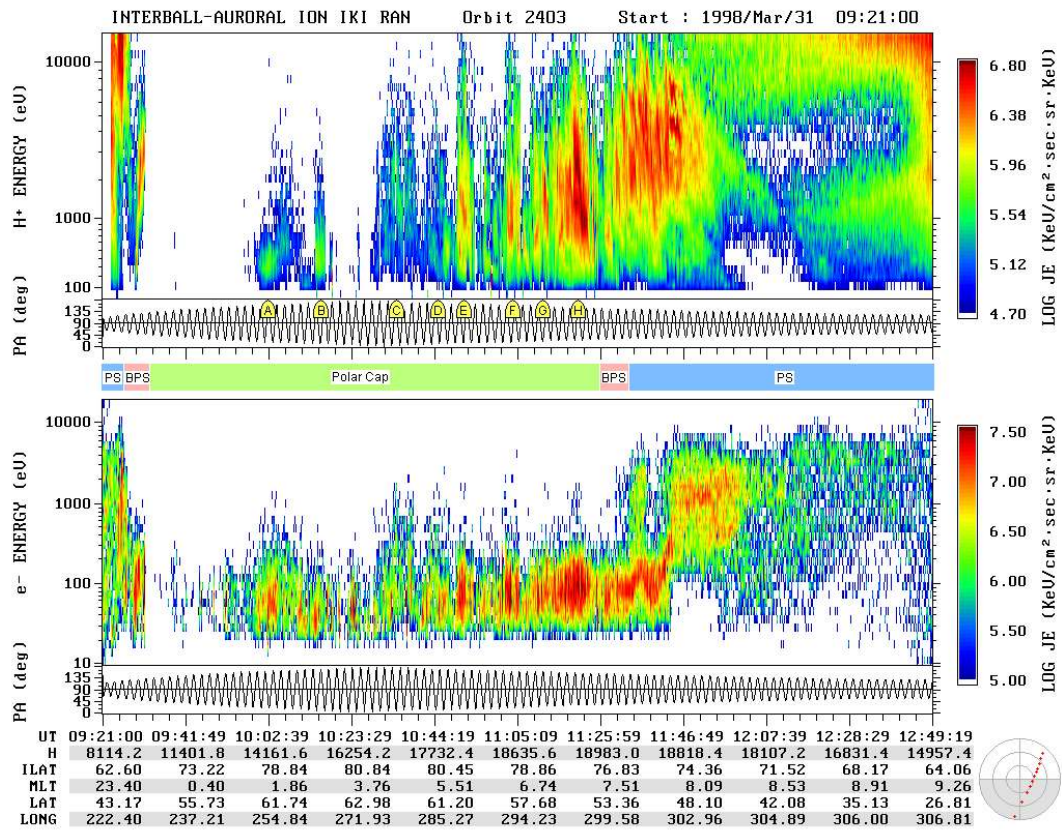 INTERBALL-AURORAL ION IKI RAN Orbit 2403 Start : 1998/Mar/31 09:21:00
H+ ENERGY (eV)
10000
1000
100
6.80
6.38
5.96
5.54
5.12
4.70
LOG JE (KeV/cm²·sec·sr·KeV)
PA (deg)
135
90
45
0
A B C D E F G H
PS BPS Polar Cap BPS PS
e- ENERGY (eV)
10000
1000
100
10
7.50
7.00
6.50
6.00
5.50
5.00
LOG JE (KeV/cm²·sec·sr·KeV)
PA (deg)
135
90
45
0
UT 09:21:00 09:41:49 10:02:39 10:23:29 10:44:19 11:05:09 11:25:59 11:46:49 12:07:39 12:28:29 12:49:19
H 8114.2 11401.8 14161.6 16254.2 17732.4 18635.6 18983.0 18818.4 18107.2 16831.4 14957.4
ILAT 62.60 73.22 78.84 80.84 80.45 78.86 76.83 74.36 71.52 68.17 64.06
MLT 23.40 0.40 1.86 3.76 5.51 6.74 7.51 8.09 8.53 8.91 9.26
LAT 43.17 55.73 61.74 62.98 61.20 57.68 53.36 48.10 42.08 35.13 26.81
LONG 222.40 237.21 254.84 271.93 285.27 294.23 299.58 302.96 304.89 306.00 306.81